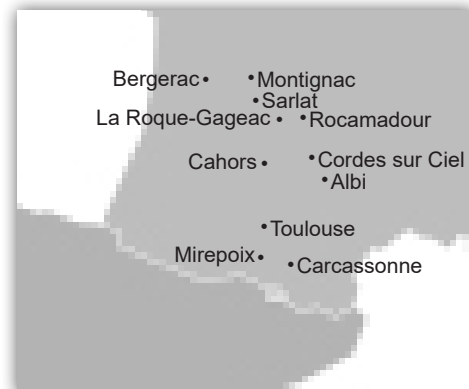 Bergerac
Montignac
Sarlat
La Roque-Gageac
Rocamadour
Cahors
Cordes sur Ciel
Albi
Toulouse
Mirepoix
Carcassonne